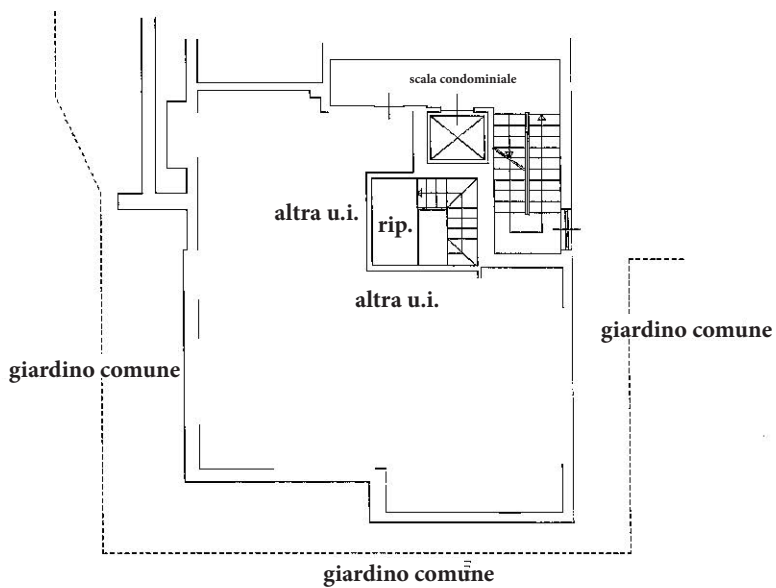 scala condominiale
altra u.i.
rip.
altra u.i.
giardino comune
giardino comune
giardino comune